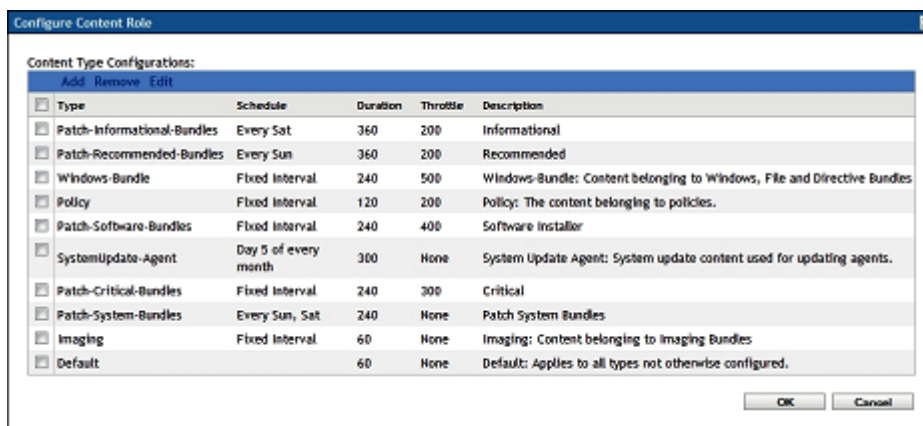 Configure Content Role
Content Type Configurations:
Add Remove Edit
Type Schedule Duration Throttle Description
Patch-Informational-Bundles Every Sat 360 200 Informational
Patch-Recommended-Bundles Every Sun 360 200 Recommended
Windows-Bundle Fixed Interval 240 500 Windows-Bundle: Content belonging to Windows, File and Directive Bundles
Policy Fixed Interval 120 200 Policy: The content belonging to policies.
Patch-Software-Bundles Fixed Interval 240 400 Software Installer
SystemUpdate-Agent Day 5 of every month 300 None System Update Agent: System update content used for updating agents.
Patch-Critical-Bundles Fixed Interval 240 300 Critical
Patch-System-Bundles Every Sun, Sat 240 None Patch System Bundles
Imaging Fixed Interval 60 None Imaging: Content belonging to Imaging Bundles
Default 60 None Default: Applies to all types not otherwise configured.
OK Cancel